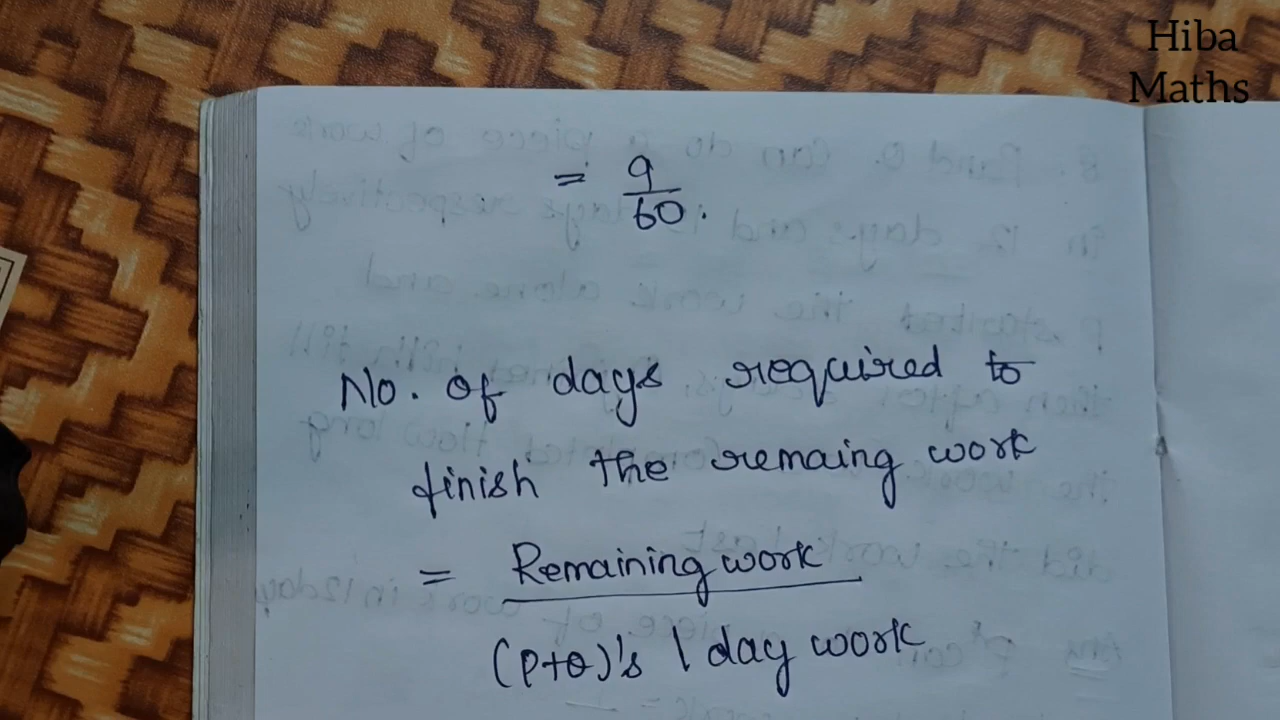 Hiba
Maths
= 9/60.
No. of days required to
finish the remaing work
= Remaining work
(P+Q)'s 1 day work